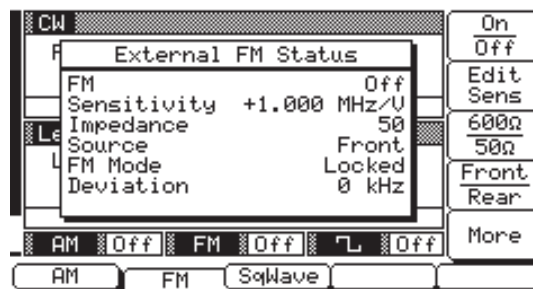 CW
External FM Status
FM Off
Sensitivity +1.000 MHz/V
Impedance 50
Source Front
FM Mode Locked
Deviation 0 kHz
Le
L
AM Off FM Off Off
AM FM SqWave
On
Off
Edit
Sens
600Ω
50Ω
Front
Rear
More